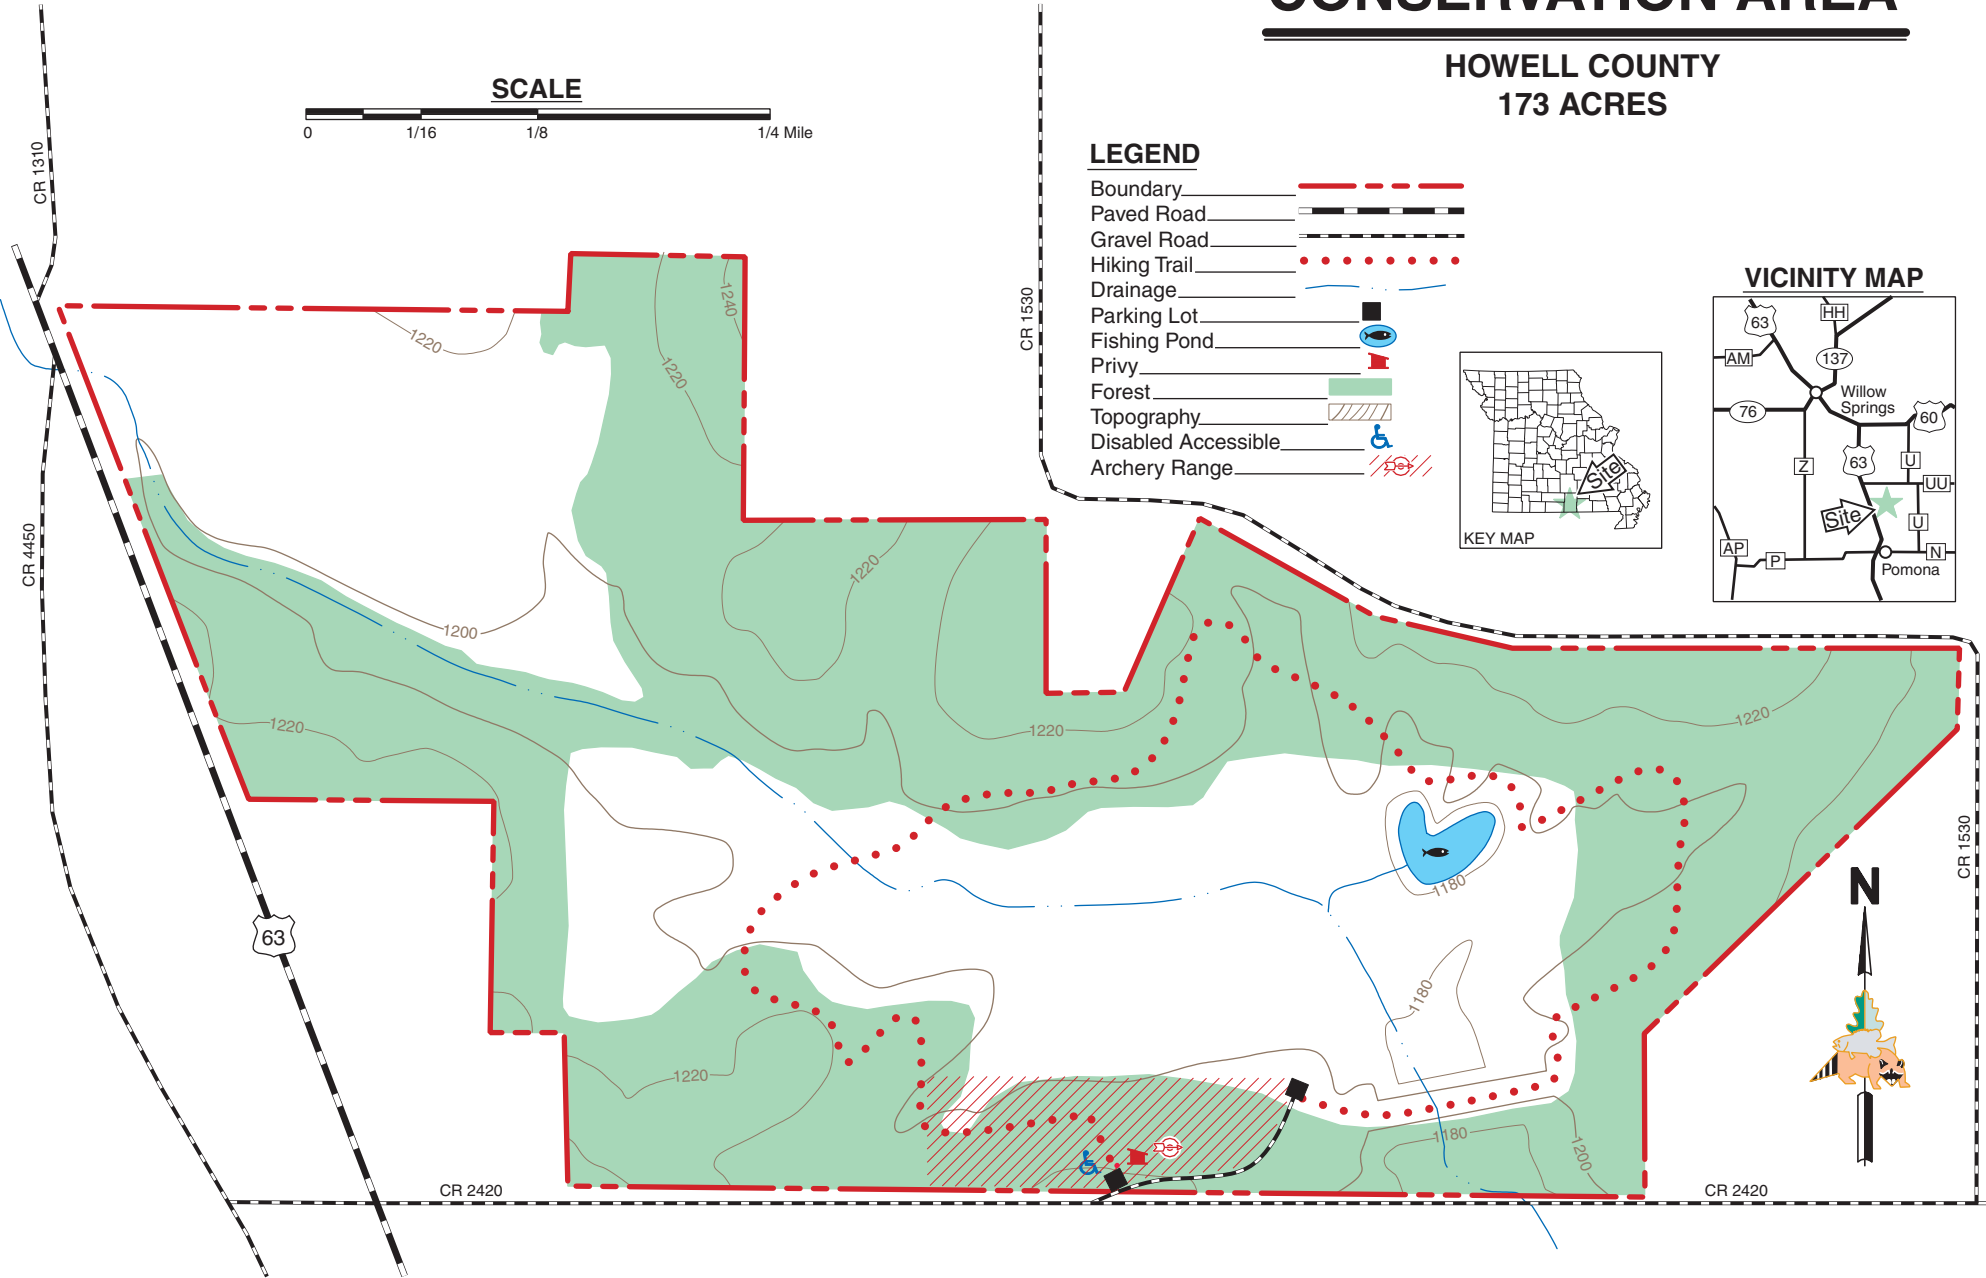 CONSERVATION AREA
HOWELL COUNTY
173 ACRES
SCALE
0 1/16 1/8 1/4 Mile
LEGEND
Boundary
Paved Road
Gravel Road
Hiking Trail
Drainage
Parking Lot
Fishing Pond
Privy
Forest
Topography
Disabled Accessible
Archery Range
VICINITY MAP
63
HH
AM
137
Willow
Springs
76
60
63
Z
U
UU
Site
U
AP
P
N
Pomona
Site
KEY MAP
CR 1310
CR 1530
CR 4450
1220
1240
1220
1220
1200
1220
1220
1220
1180
1180
1220
1180
1200
63
CR 1530
N
CR 2420
CR 2420